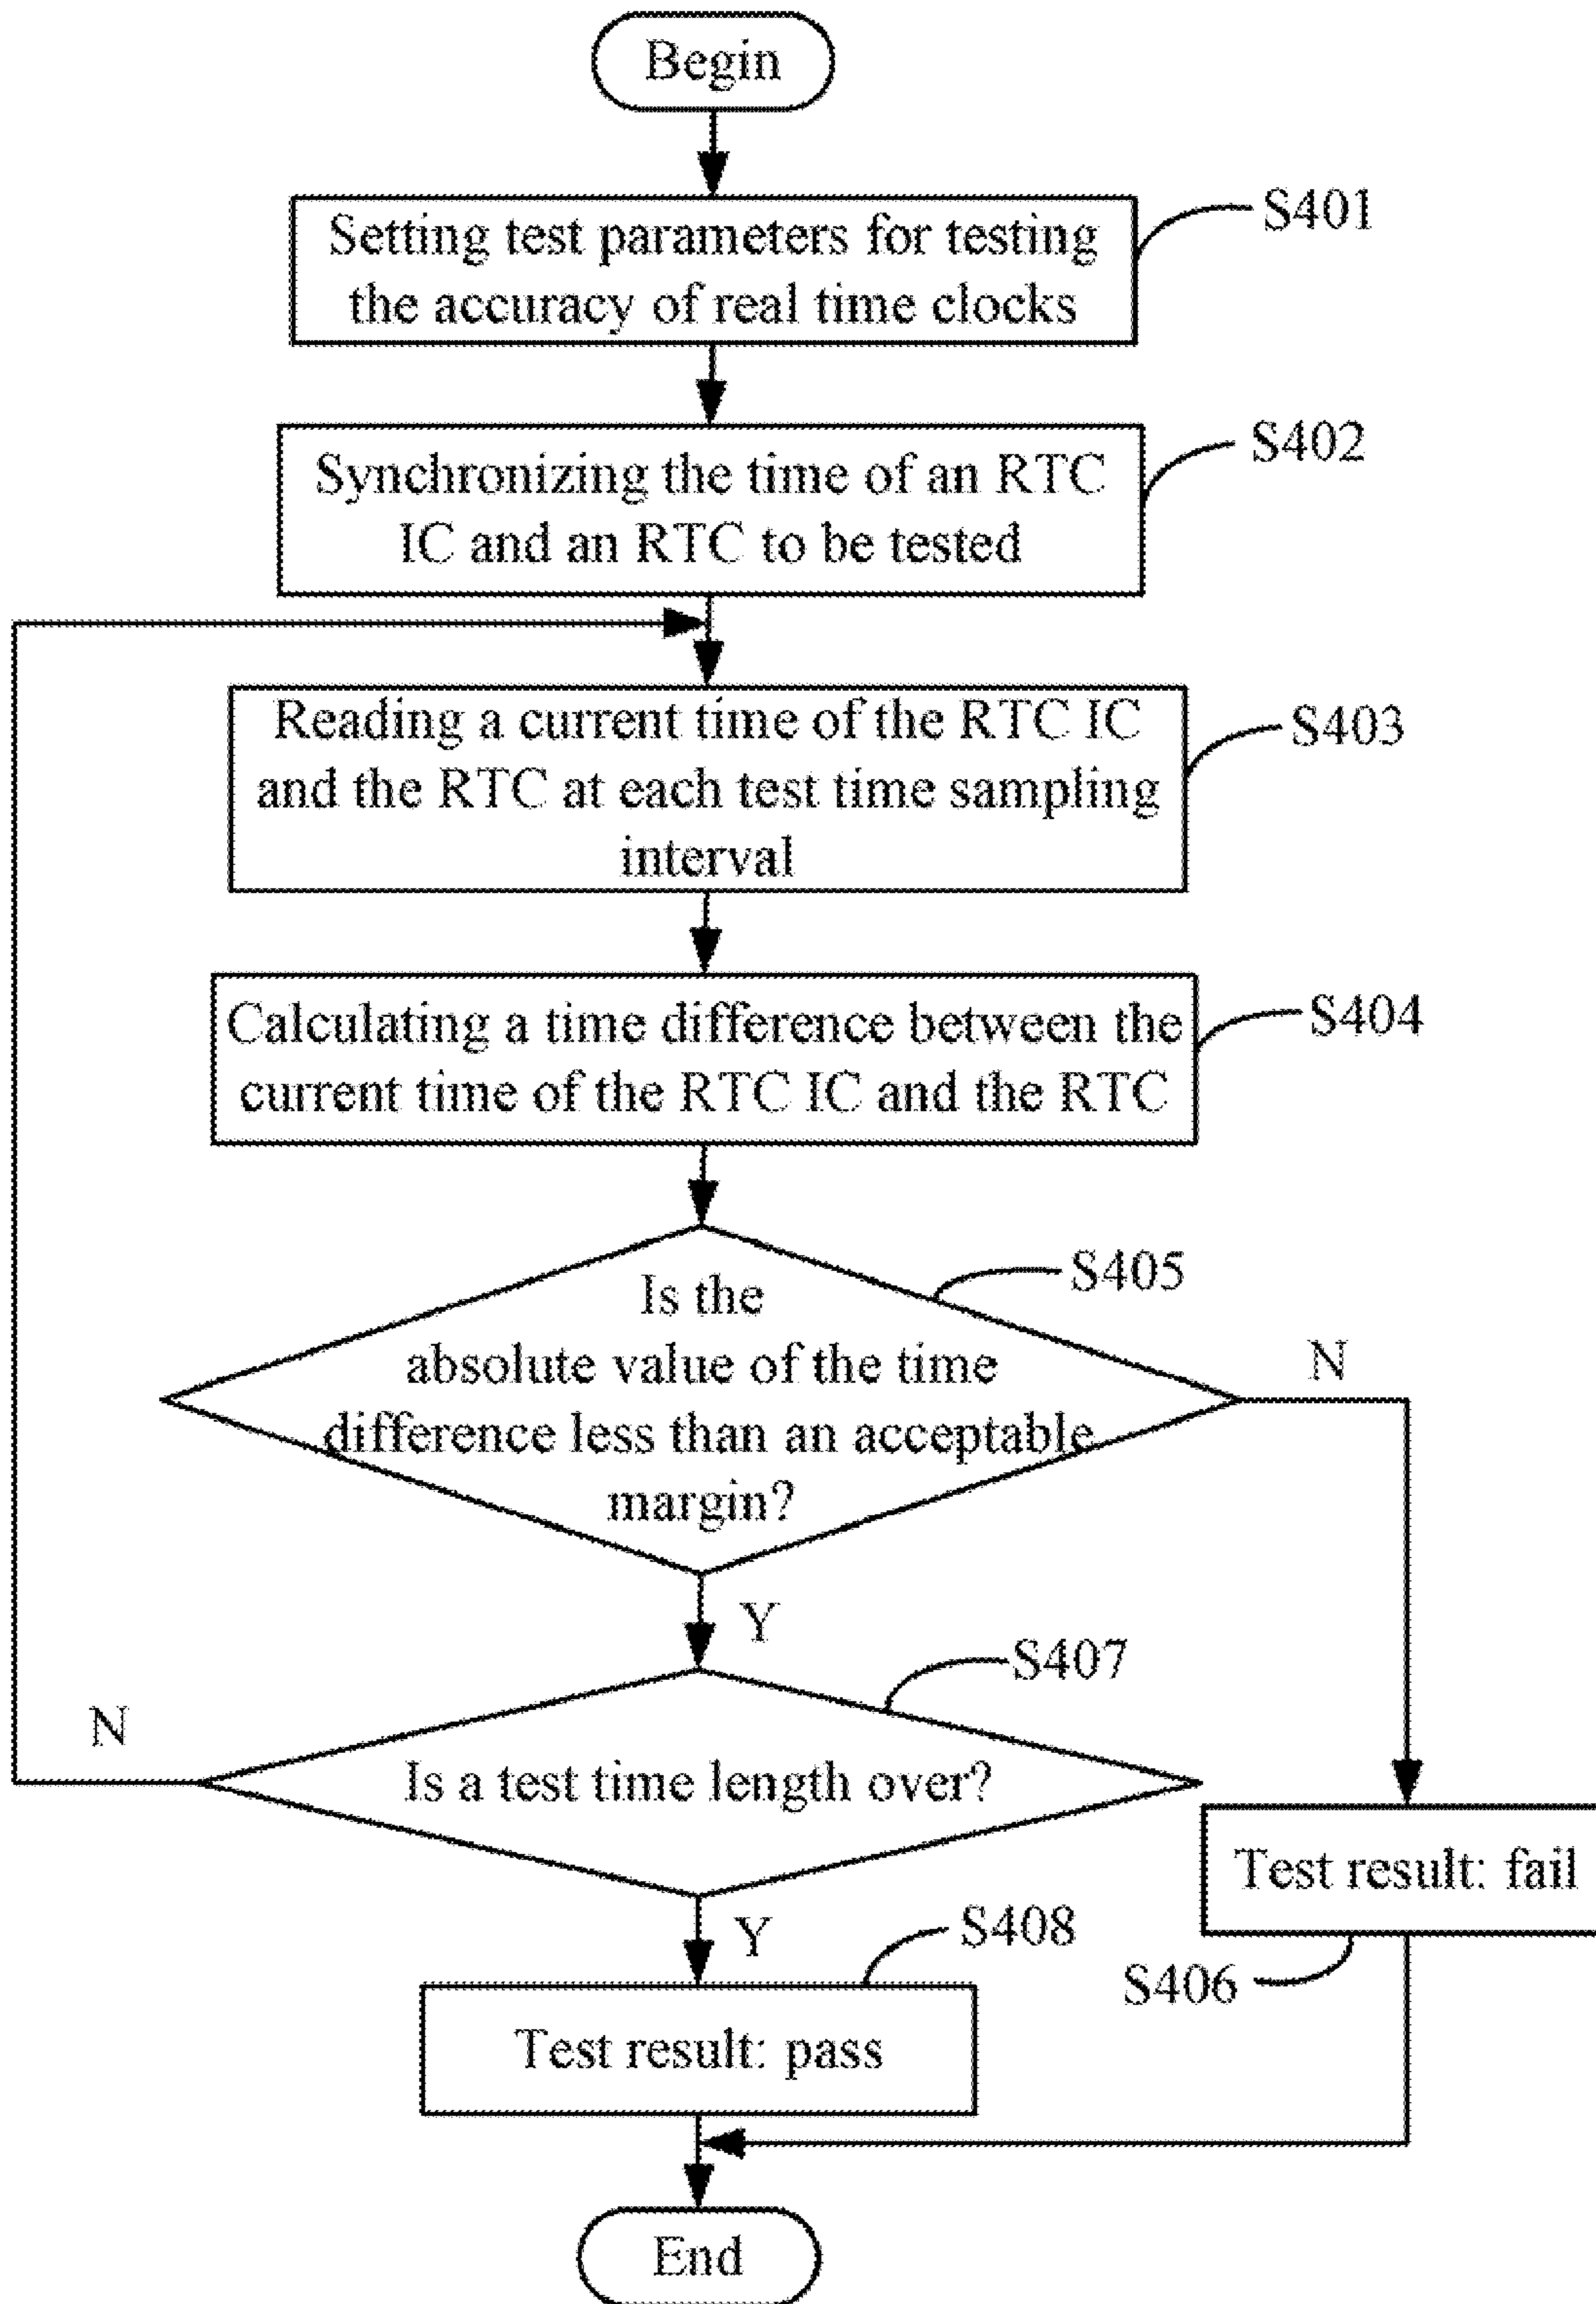 Begin
Setting test parameters for testing
the accuracy of real time clocks
S401
Synchronizing the time of an RTC
IC and an RTC to be tested
S402
Reading a current time of the RTC IC
and the RTC at each test time sampling
interval
S403
Calculating a time difference between the
current time of the RTC IC and the RTC
S404
Is the
absolute value of the time
difference less than an acceptable
margin?
S405
N
Y
S407
N
Is a test time length over?
Test result: fail
S406
Y
S408
Test result: pass
End